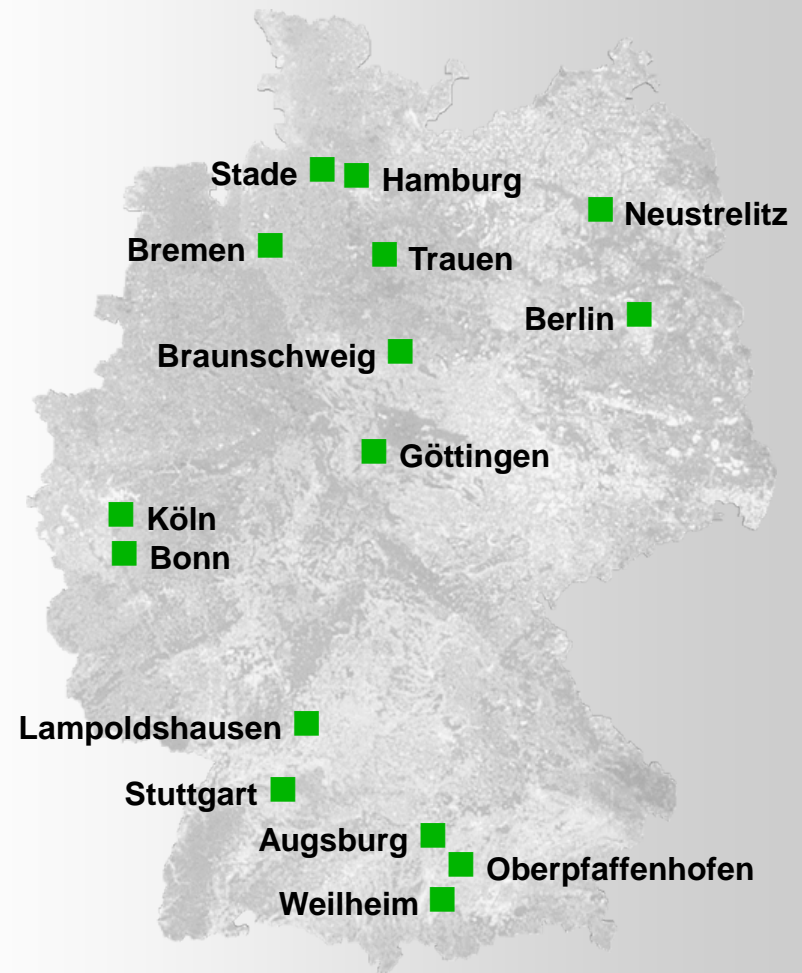 Stade
Hamburg
Neustrelitz
Bremen
Trauen
Berlin
Braunschweig
Göttingen
Köln
Bonn
Lampoldshausen
Stuttgart
Augsburg
Oberpfaffenhofen
Weilheim